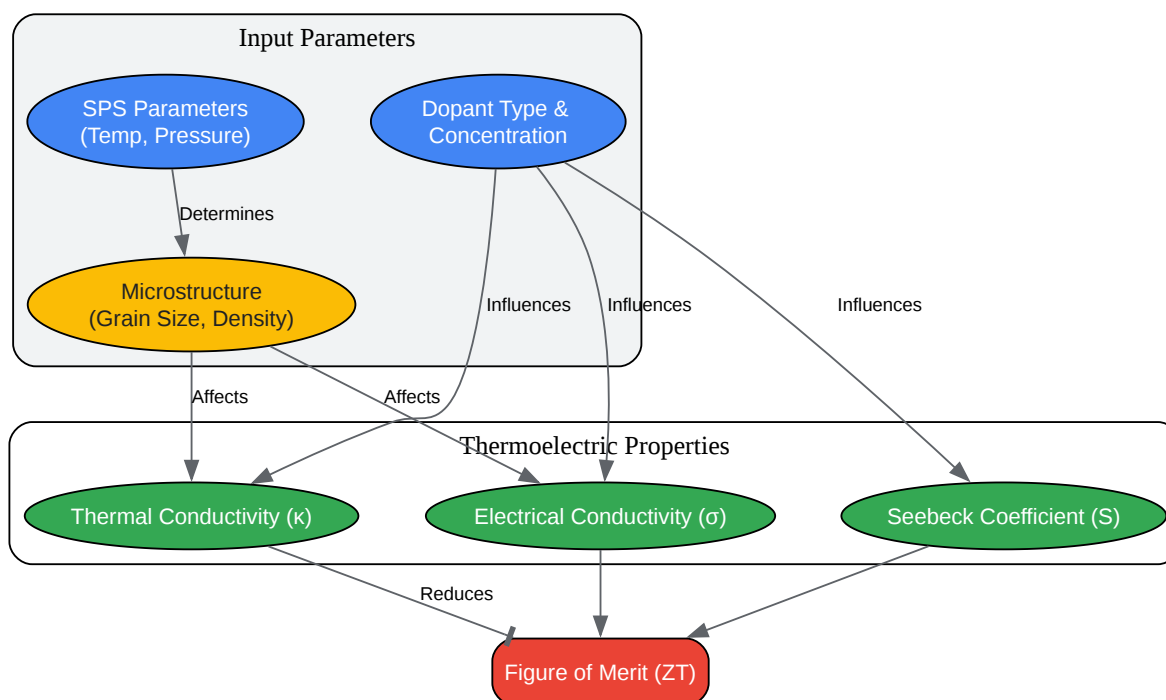 Input Parameters
SPS Parameters
(Temp, Pressure)
Dopant Type &
Concentration
Determines
Microstructure
(Grain Size, Density)
Influences
Influences
Influences
Affects
Affects
Thermoelectric Properties
Thermal Conductivity (κ)
Electrical Conductivity (σ)
Seebeck Coefficient (S)
Reduces
Figure of Merit (ZT)